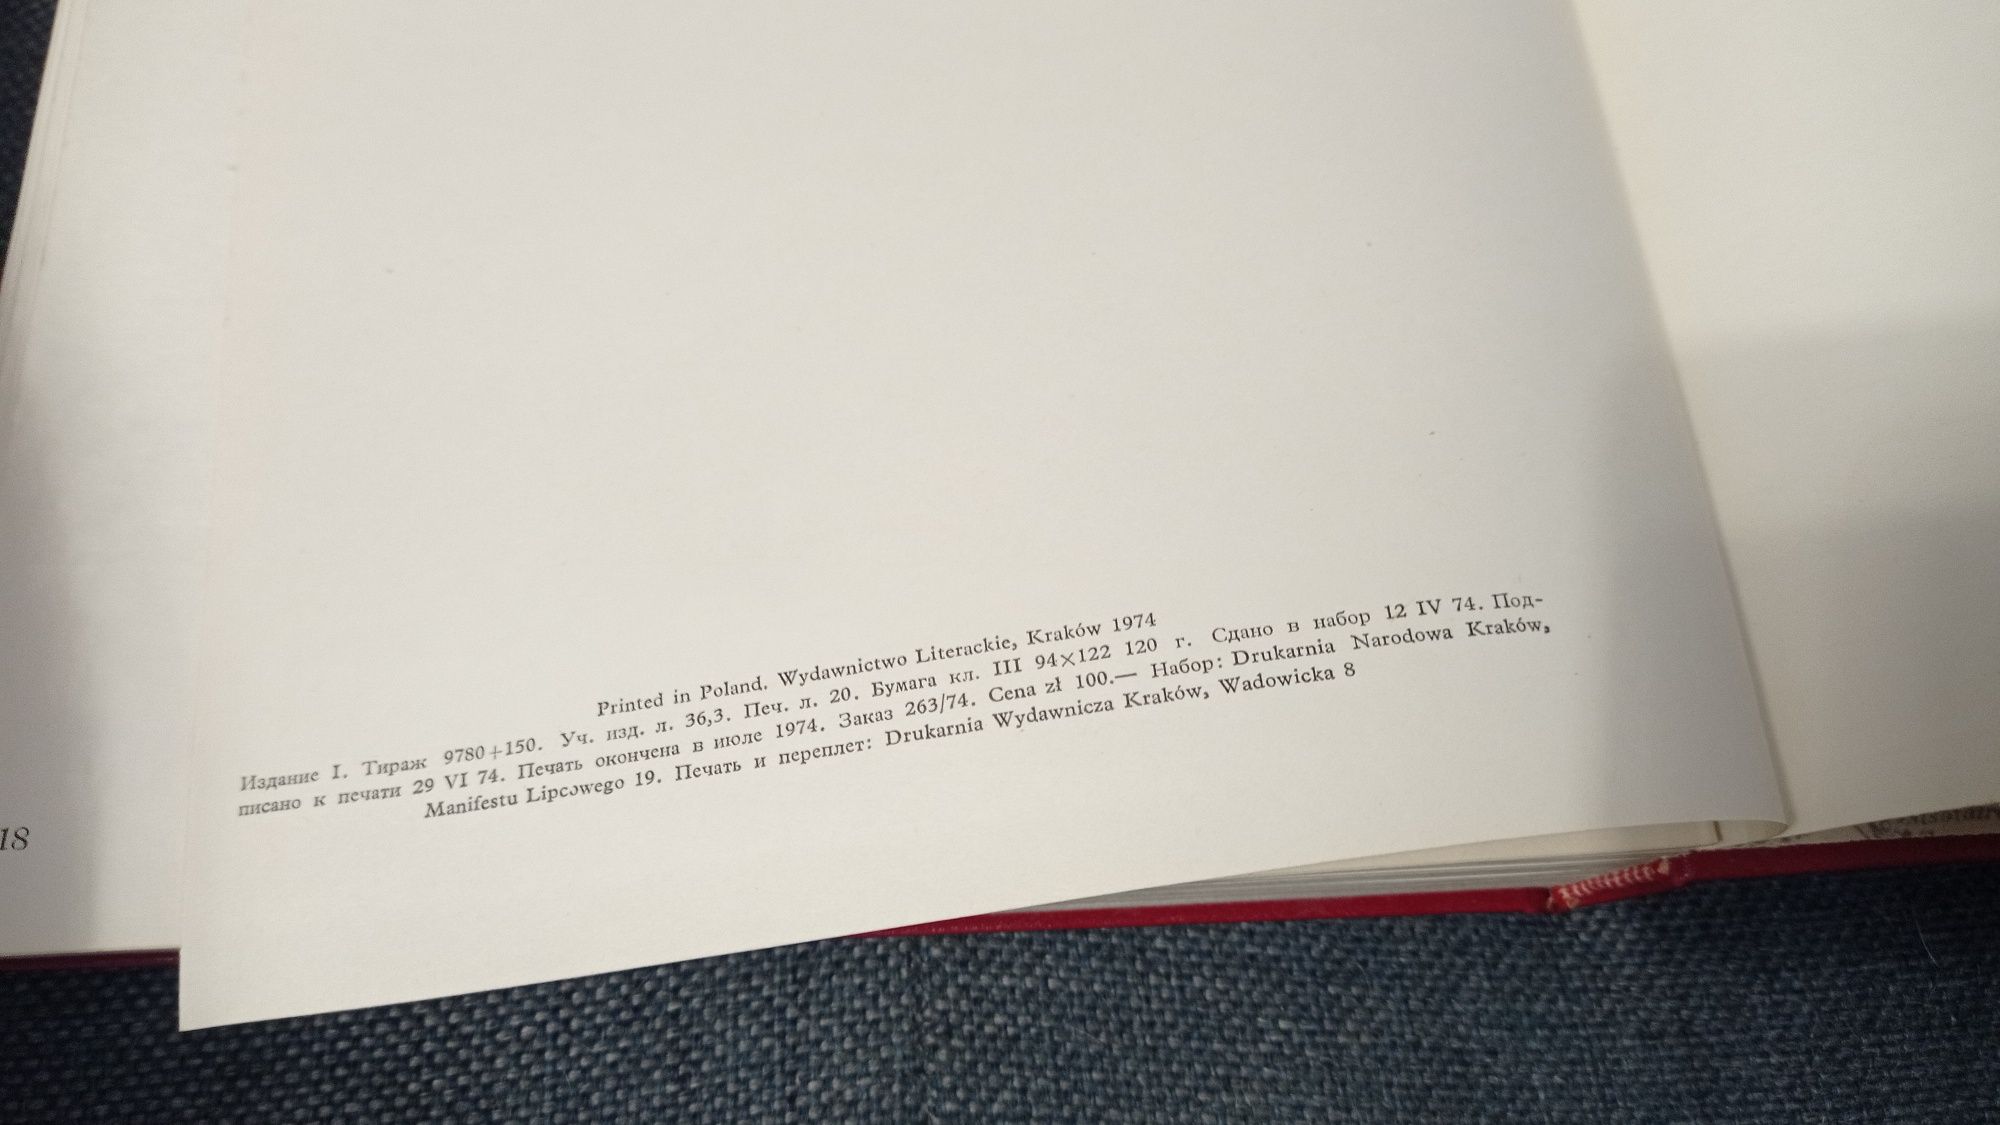 Printed in Poland. Wydawnictwo Literackie, Kraków 1974
Издание I. Тираж 9780+150. Уч. изд. л. 36,3. Печ. л. 20. Бумага кл. III 94×122 120 г. Сдано в набор 12 IV 74. Под-
писано к печати 29 VI 74. Печать окончена в июле 1974. Заказ 263/74. Cena zł 100.— Набор: Drukarnia Narodowa Kraków,
Manifestu Lipcowego 19. Печать и переплет: Drukarnia Wydawnicza Kraków, Wadowicka 8
18